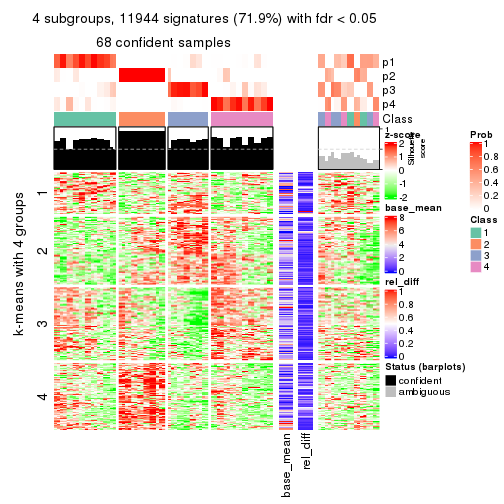 4 subgroups, 11944 signatures (71.9%) with fdr < 0.05
68 confident samples
p1
p2
p3
p4
Class
1
Silhouette
score
k-means with 4 groups
1
2
3
4
base_mean
rel_diff
z-score
2
1
0
-1
-2
base_mean
8
6
4
2
0
rel_diff
1
0.8
0.6
0.4
0.2
0
Status (barplots)
confident
ambiguous
Prob
1
0.8
0.6
0.4
0.2
0
Class
1
2
3
4